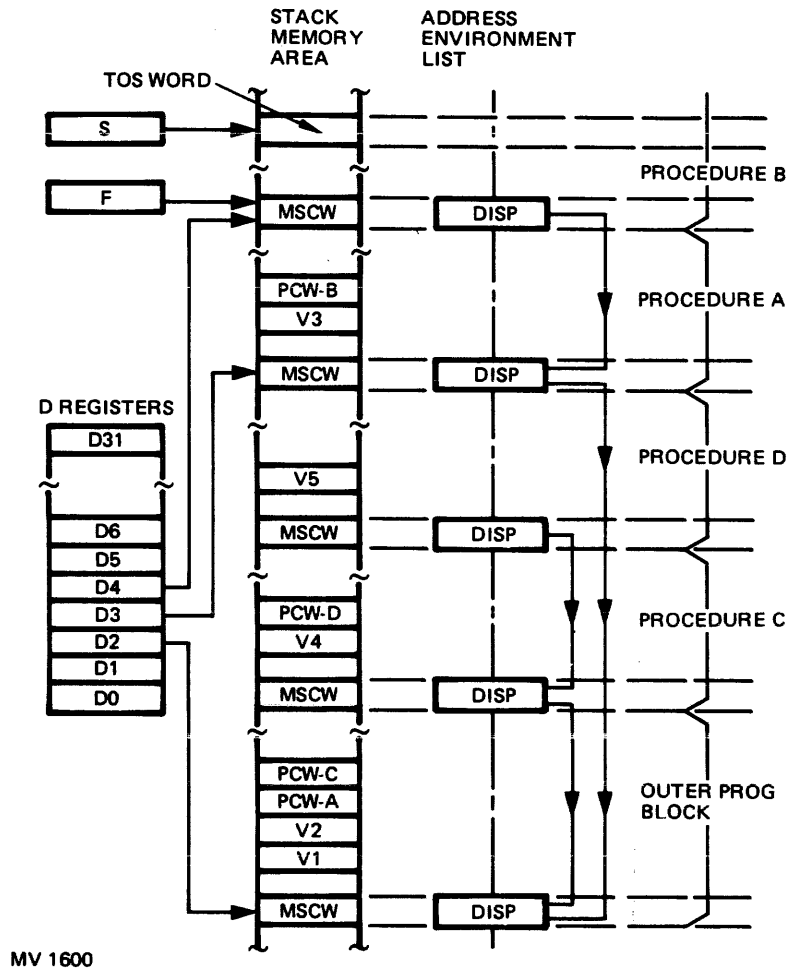 STACK
MEMORY
AREA
ADDRESS
ENVIRONMENT
LIST
TOS WORD
S
PROCEDURE B
F
MSCW
DISP
PCW-B
V3
PROCEDURE A
MSCW
DISP
D REGISTERS
D31
V5
PROCEDURE D
D6
MSCW
DISP
D5
D4
D3
PCW-D
PROCEDURE C
D2
V4
D1
D0
MSCW
DISP
PCW-C
PCW-A
OUTER PROG
BLOCK
V2
V1
MSCW
DISP
MV 1600